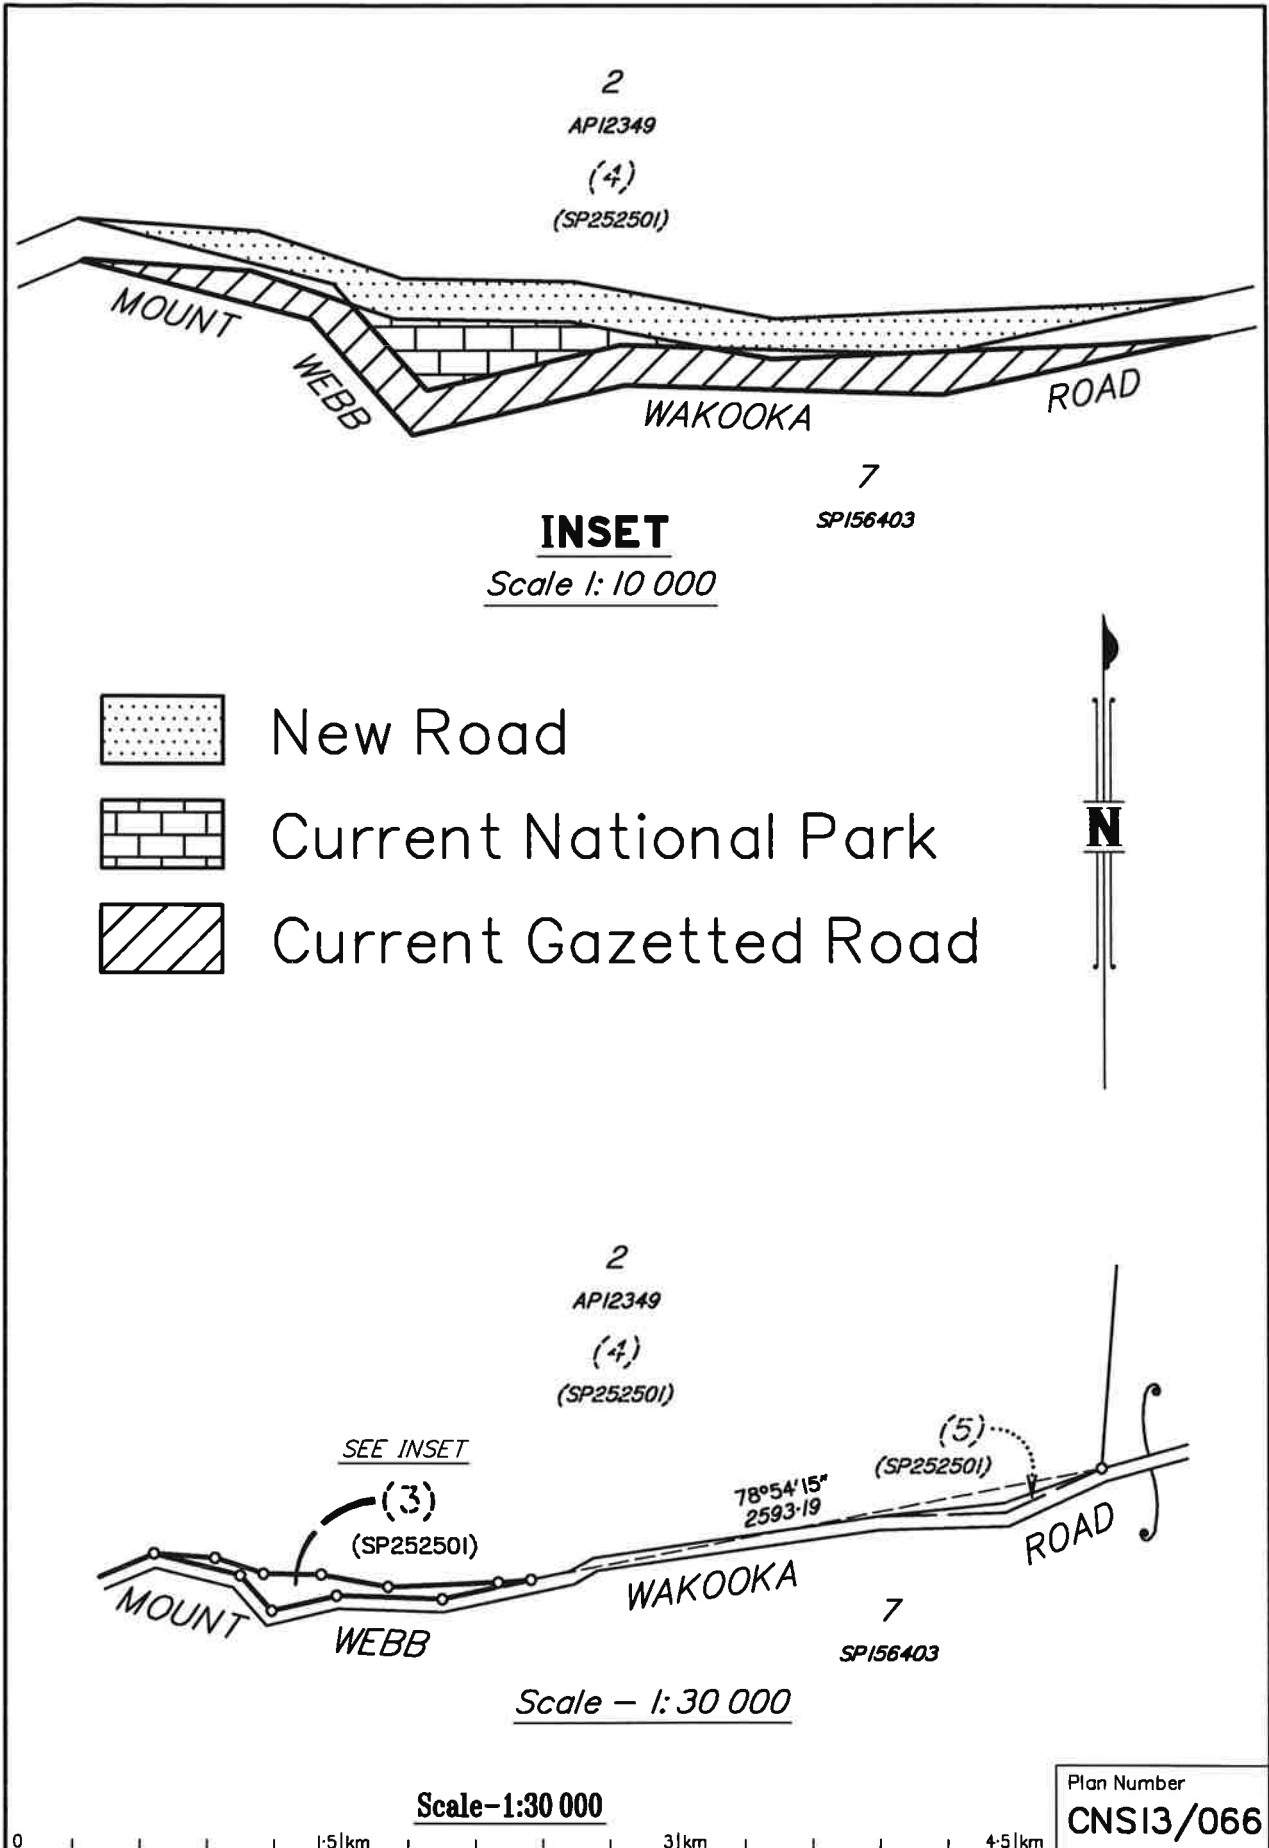 2
AP12349
(4)
(SP252501)
MOUNT
WEBB
WAKOOKA
ROAD
7
SP156403
INSET
Scale 1:10 000
New Road
Current National Park
Current Gazetted Road
N
2
AP12349
(4)
(SP252501)
SEE INSET
(3)
(SP252501)
78°54'15"
2593·19
(5)
(SP252501)
MOUNT
WEBB
WAKOOKA
ROAD
7
SP156403
Scale – 1:30 000
Scale-1:30 000
0 1·5|km 3|km 4·5|km
Plan Number
CNS13/066